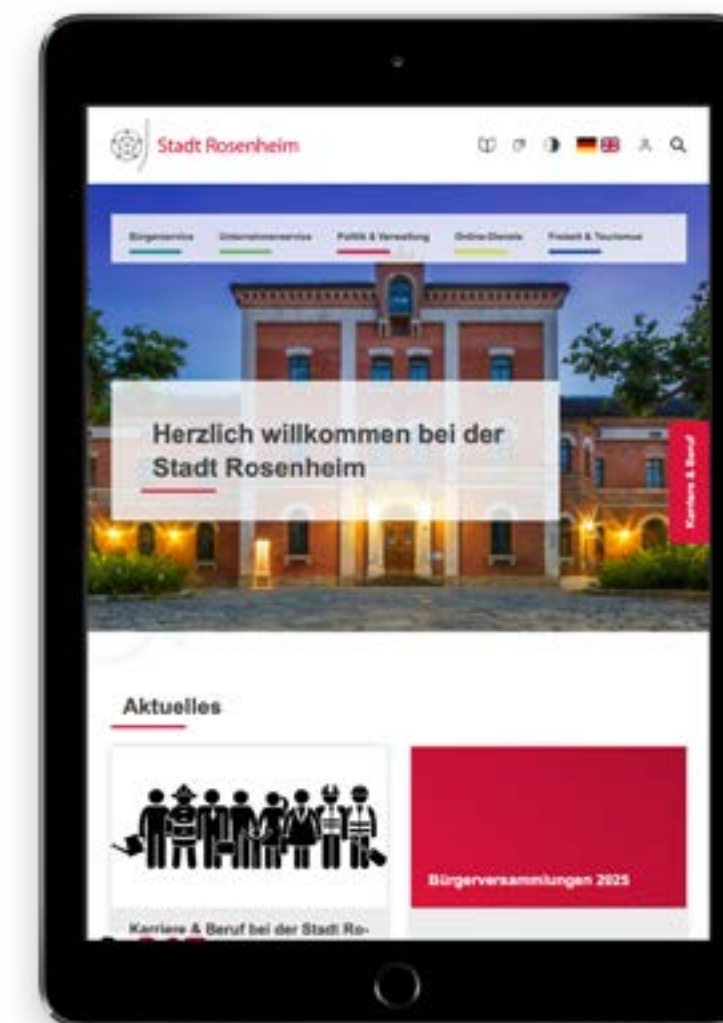 Stadt Rosenheim
Bürgerservice Unternehmerservice Politik & Verwaltung Online-Dienste Freizeit & Tourismus
Herzlich willkommen bei der
Stadt Rosenheim
Karriere & Beruf
Aktuelles
Bürgerversammlungen 2025
Karriere & Beruf bei der Stadt Ro-